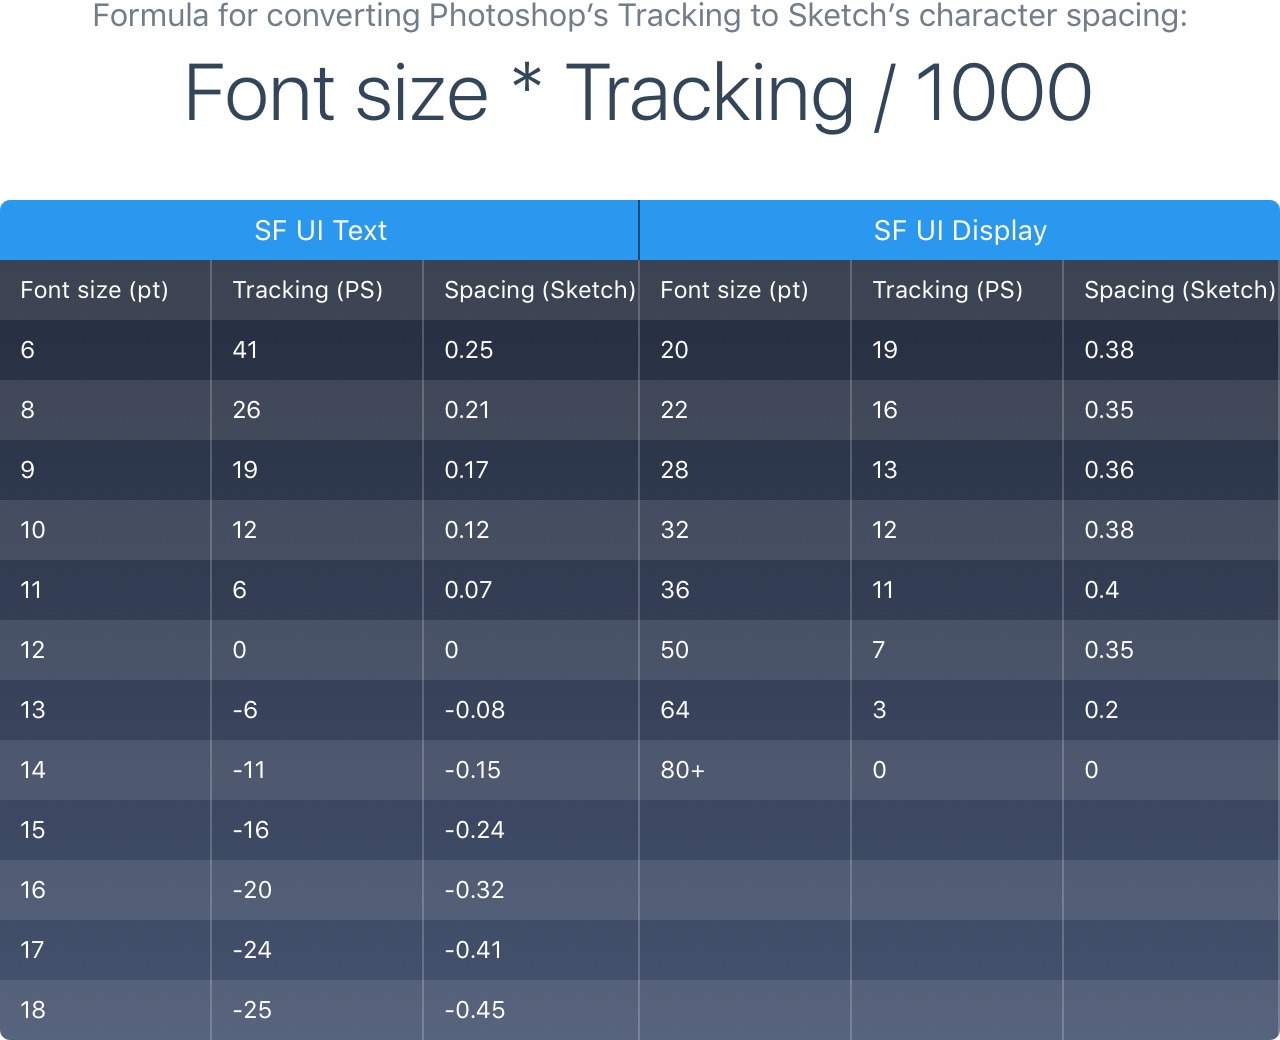 Formula for converting Photoshop’s Tracking to Sketch’s character spacing:
Font size * Tracking / 1000
SF UI Text SF UI Display
Font size (pt) Tracking (PS) Spacing (Sketch) Font size (pt) Tracking (PS) Spacing (Sketch)
6 41 0.25 20 19 0.38
8 26 0.21 22 16 0.35
9 19 0.17 28 13 0.36
10 12 0.12 32 12 0.38
11 6 0.07 36 11 0.4
12 0 0 50 7 0.35
13 -6 -0.08 64 3 0.2
14 -11 -0.15 80+ 0 0
15 -16 -0.24
16 -20 -0.32
17 -24 -0.41
18 -25 -0.45